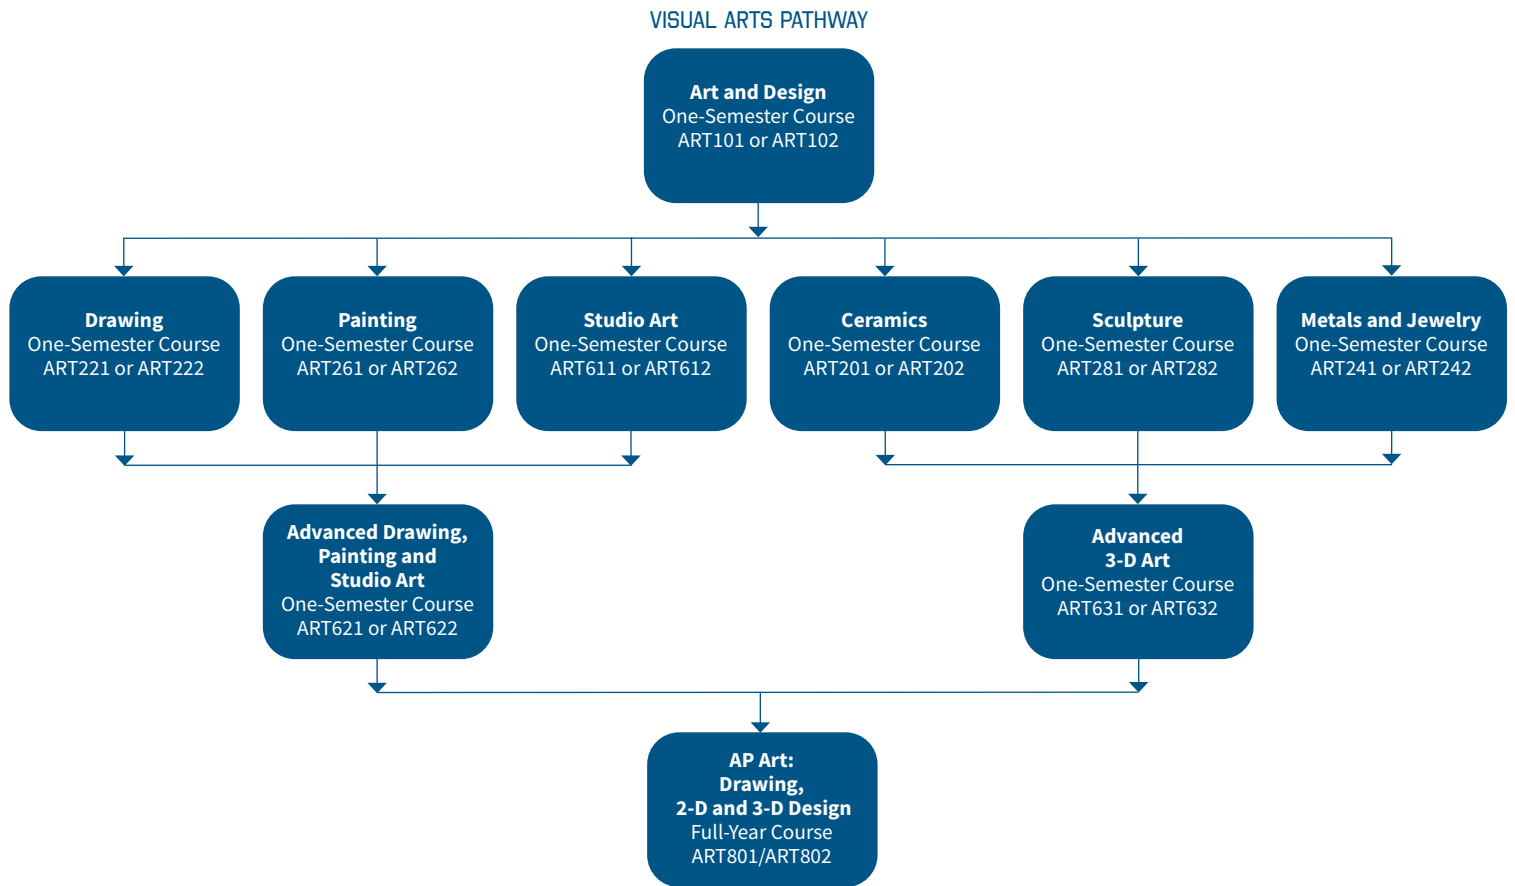 VISUAL ARTS PATHWAY
Art and Design
One-Semester Course
ART101 or ART102
Drawing
One-Semester Course
ART221 or ART222
Painting
One-Semester Course
ART261 or ART262
Studio Art
One-Semester Course
ART611 or ART612
Ceramics
One-Semester Course
ART201 or ART202
Sculpture
One-Semester Course
ART281 or ART282
Metals and Jewelry
One-Semester Course
ART241 or ART242
Advanced Drawing,
Painting and
Studio Art
One-Semester Course
ART621 or ART622
Advanced
3-D Art
One-Semester Course
ART631 or ART632
AP Art:
Drawing,
2-D and 3-D Design
Full-Year Course
ART801/ART802